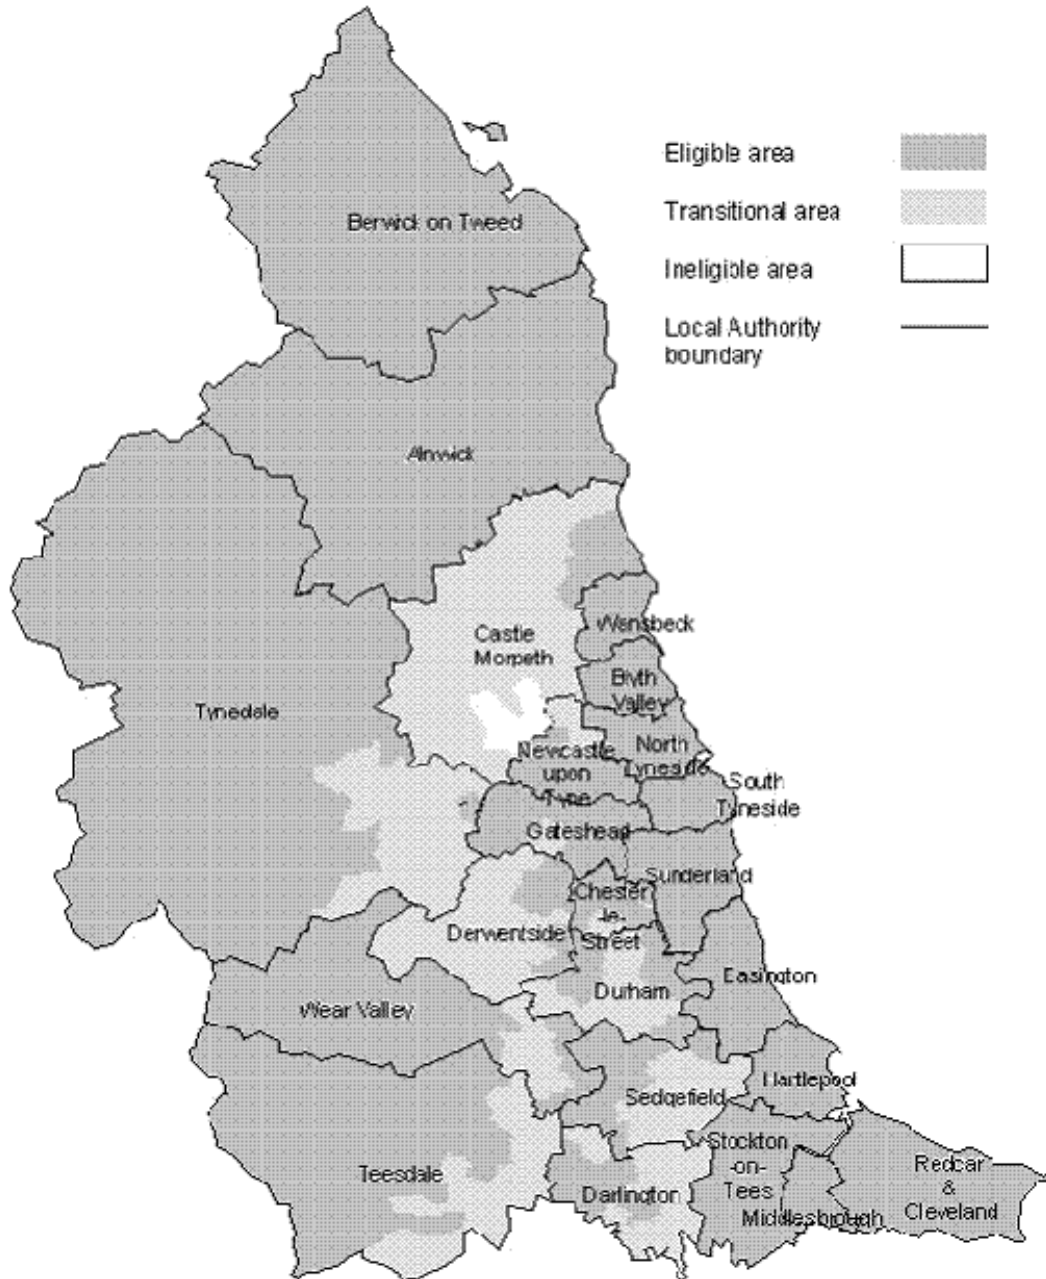 Eligible area
Transitional area
Ineligible area
Local Authority
boundary
Berwick on Tweed
Alnwick
Castle
Morpeth
Wansbeck
Blyth
Valley
Tynedale
Newcastle
upon
Tyne
North
Tyneside
South
Tyneside
Gateshead
Sunderland
Chester
-le-
Street
Derwentside
Durham
Easington
Wear Valley
Hartlepool
Sedgefield
Stockton
-on-
Tees
Teesdale
Darlington
Middlesbrough
Redcar
&
Cleveland